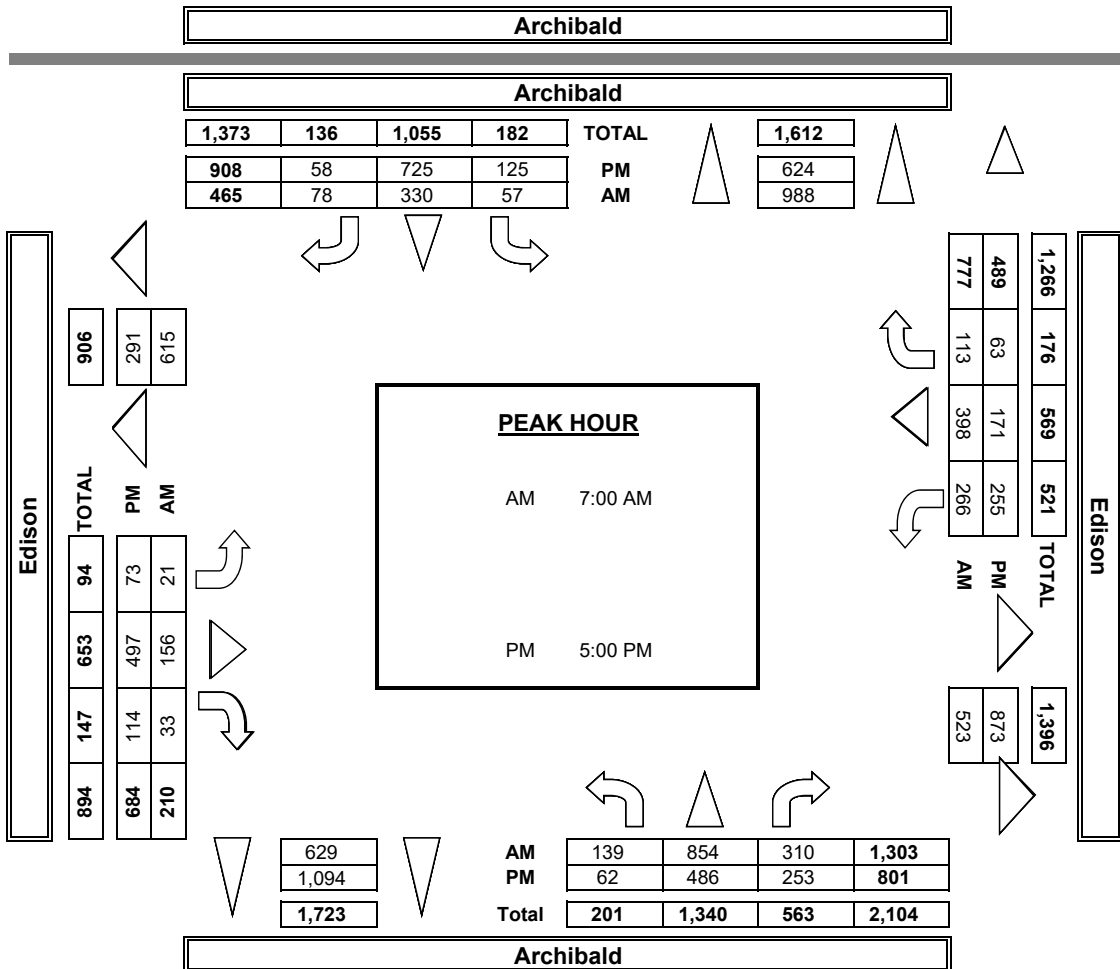 Archibald
Archibald
1,373 136 1,055 182 TOTAL 1,612
908 58 725 125 PM 624
465 78 330 57 AM 988
Edison
906 291 615
TOTAL PM AM
94 73 21
653 497 156
147 114 33
894 684 210
PEAK HOUR
AM 7:00 AM
PM 5:00 PM
777 489 1,266
113 63 176
398 171 569
266 255 521
AM PM TOTAL
523 873 1,396
Edison
629 AM 139 854 310 1,303
1,094 PM 62 486 253 801
1,723 Total 201 1,340 563 2,104
Archibald